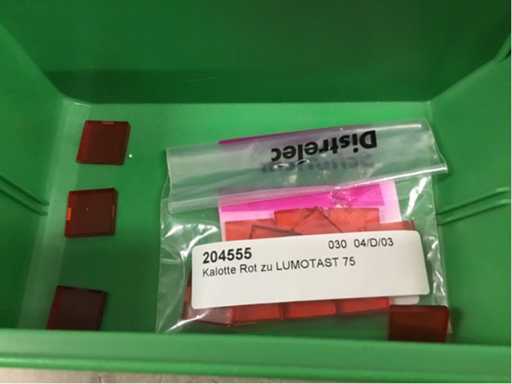 Distrelec
204555 030 04/D/03
Kalotte Rot zu LUMOTAST 75